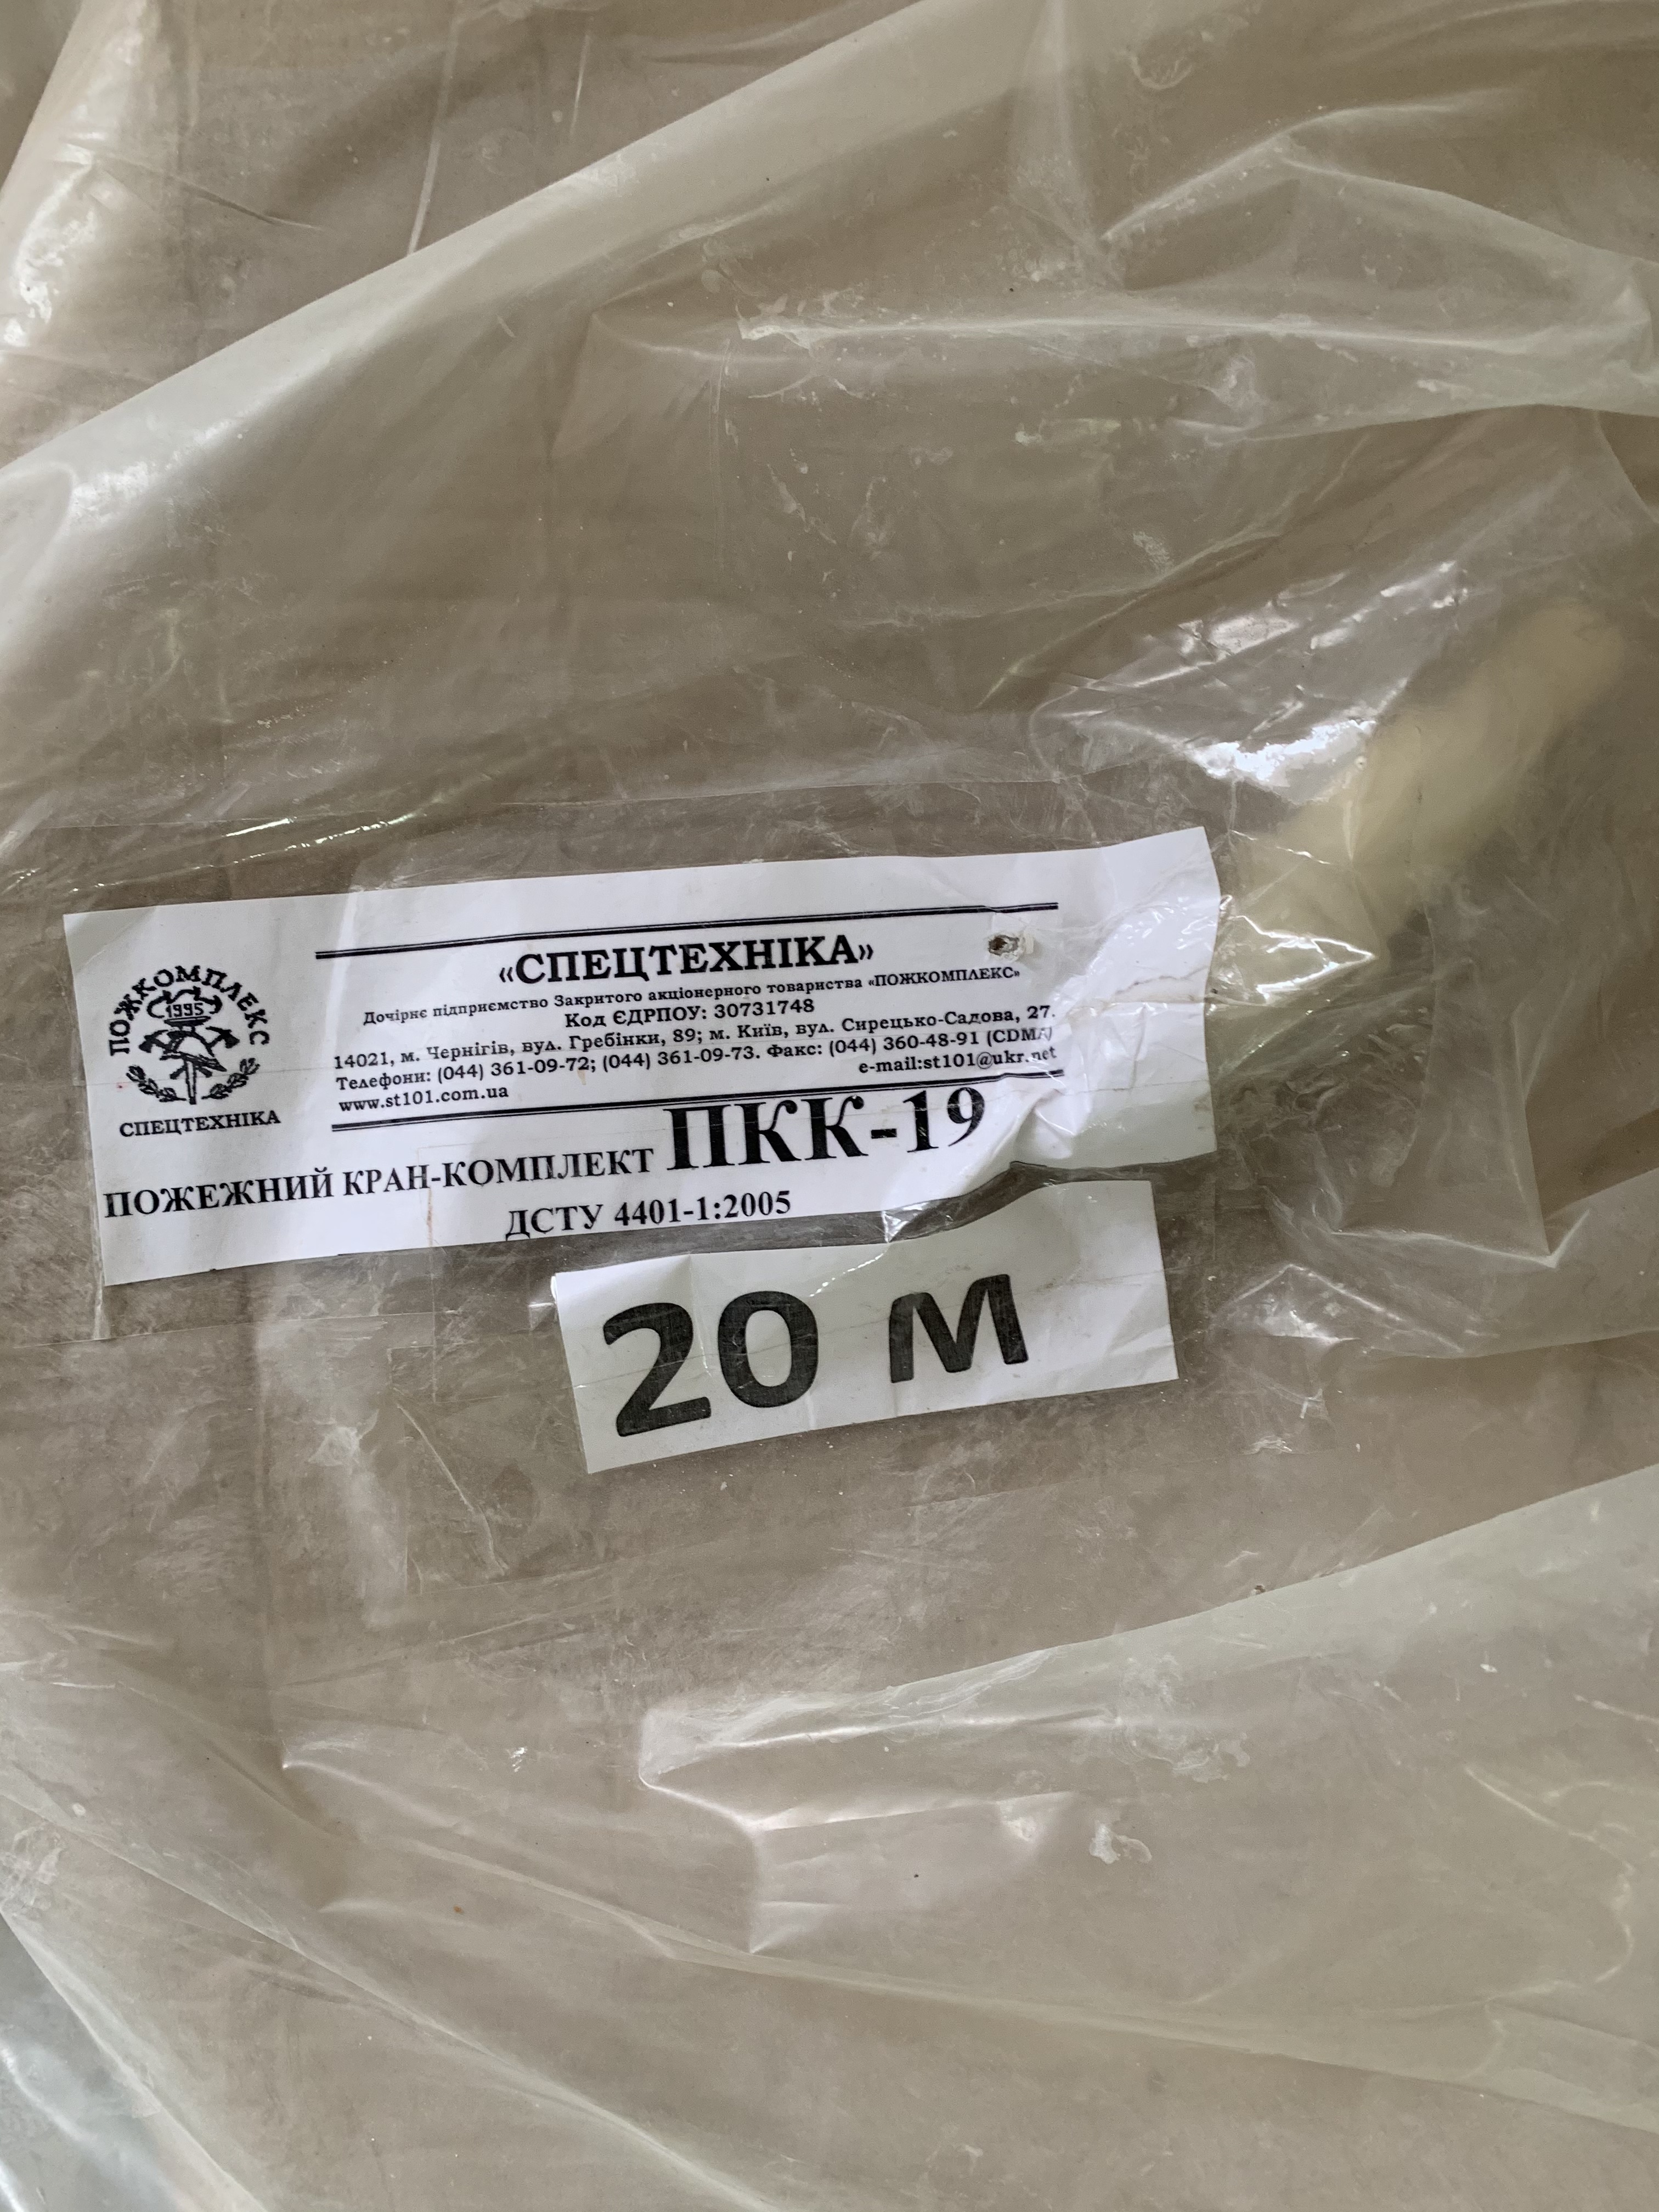 ПОЖКОМПЛЕКС
1995
СПЕЦТЕХНІКА
«СПЕЦТЕХНІКА»
Дочірнє підприємство Закритого акціонерного товариства «ПОЖКОМПЛЕКС»
Код ЄДРПОУ: 30731748
14021, м. Чернігів, вул. Гребінки, 89; м. Київ, вул. Сирецько-Садова, 27.
Телефони: (044) 361-09-72; (044) 361-09-73. Факс: (044) 360-48-91 (CDMA)
www.st101.com.ua e-mail:st101@ukr.net
ПОЖЕЖНИЙ КРАН-КОМПЛЕКТ ПКК-19
ДСТУ 4401-1:2005
20 м